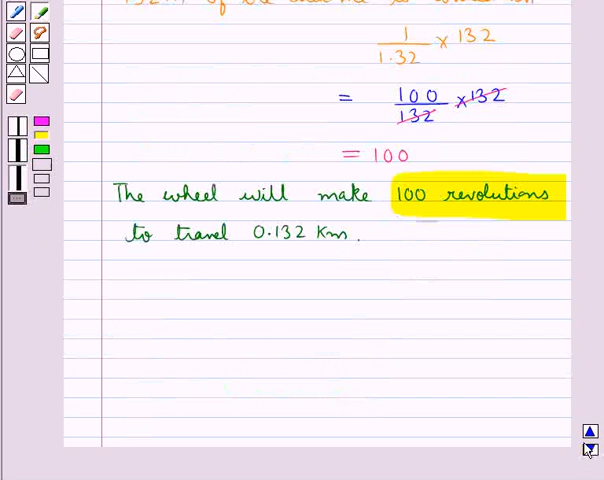 1/1.32 × 132
= 100/132 × 132
= 100
The wheel will make 100 revolutions
to travel 0.132 Km.